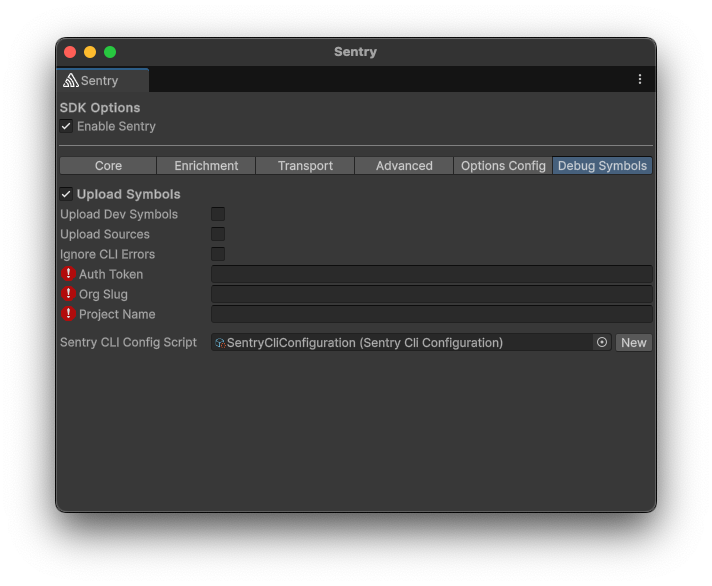 Sentry
Sentry
SDK Options
Enable Sentry
Core Enrichment Transport Advanced Options Config Debug Symbols
Upload Symbols
Upload Dev Symbols
Upload Sources
Ignore CLI Errors
Auth Token
Org Slug
Project Name
Sentry CLI Config Script SentryCliConfiguration (Sentry Cli Configuration) New